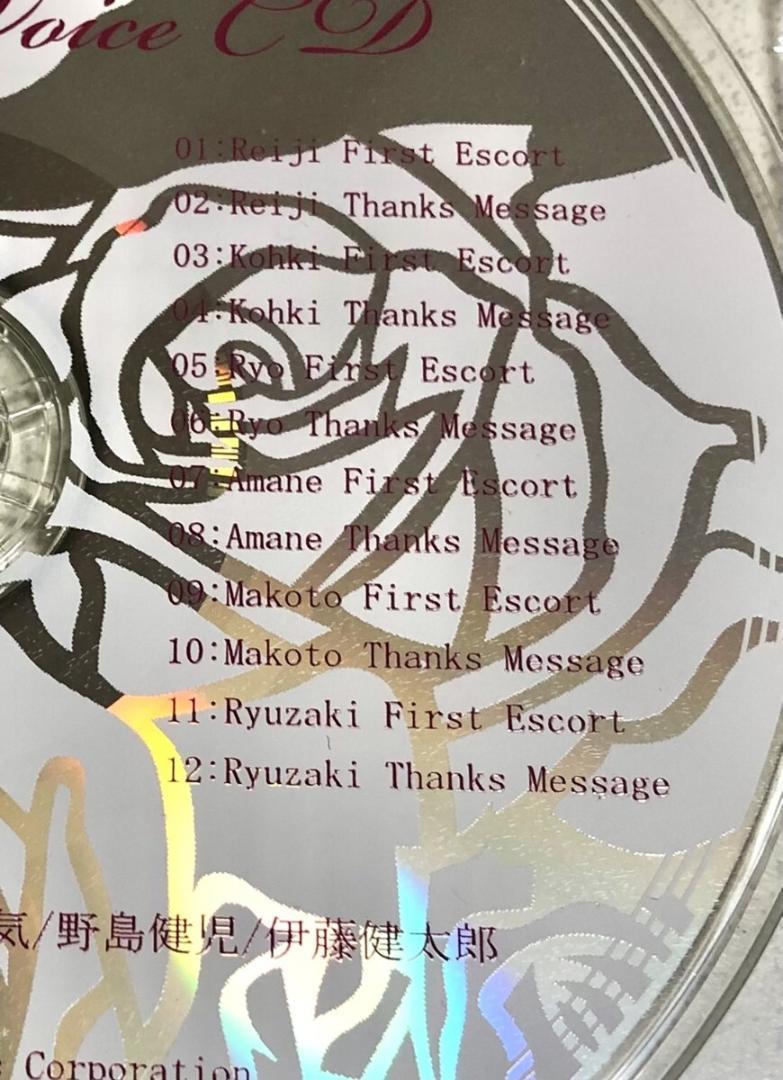 Voice CD
01:Reiji First Escort
02:Reiji Thanks Message
03:Kohki First Escort
04:Kohki Thanks Message
05:Ryo First Escort
06:Ryo Thanks Message
07:Amane First Escort
08:Amane Thanks Message
09:Makoto First Escort
10:Makoto Thanks Message
11:Ryuzaki First Escort
12:Ryuzaki Thanks Message
気/野島健児/伊藤健太郎
Corporation